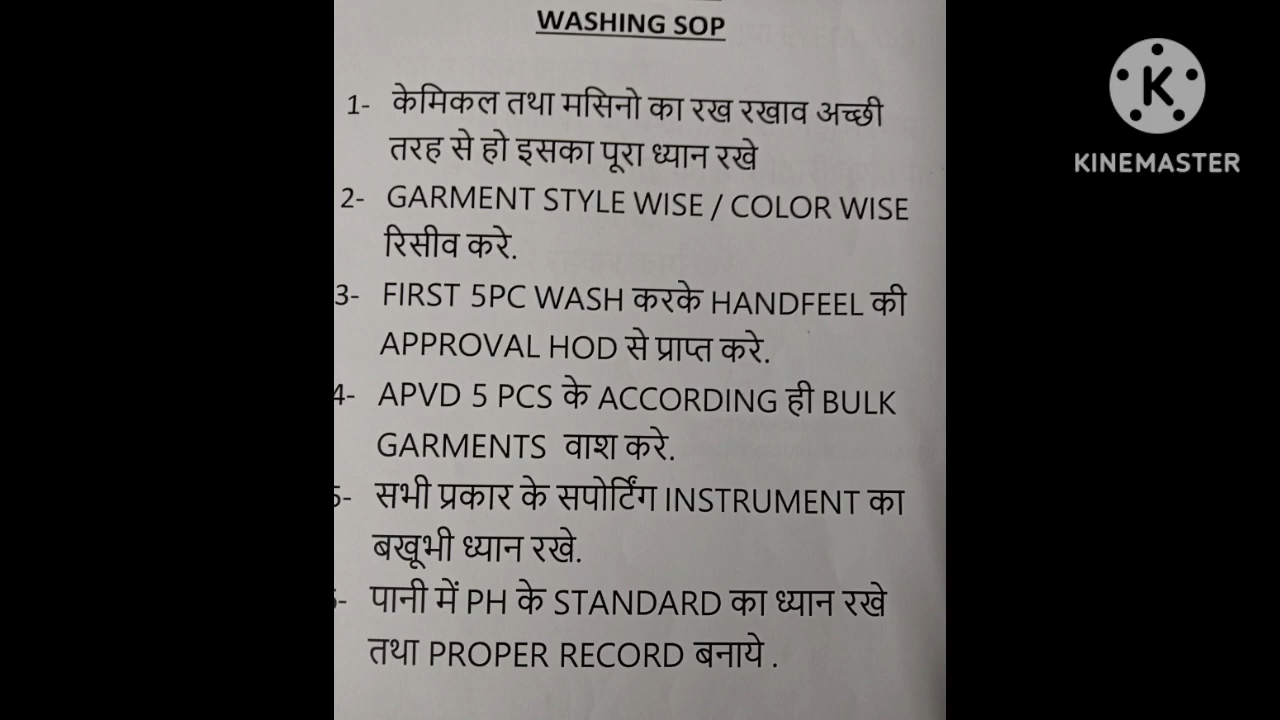 WASHING SOP
1- केमिकल तथा मसिनो का रख रखाव अच्छी
तरह से हो इसका पूरा ध्यान रखे
2- GARMENT STYLE WISE / COLOR WISE
रिसीव करे.
3- FIRST 5PC WASH करके HANDFEEL की
APPROVAL HOD से प्राप्त करे.
4- APVD 5 PCS के ACCORDING ही BULK
GARMENTS वाश करे.
5- सभी प्रकार के सपोर्टिंग INSTRUMENT का
बखूभी ध्यान रखे.
- पानी में PH के STANDARD का ध्यान रखे
तथा PROPER RECORD बनाये .
K
KINEMASTER